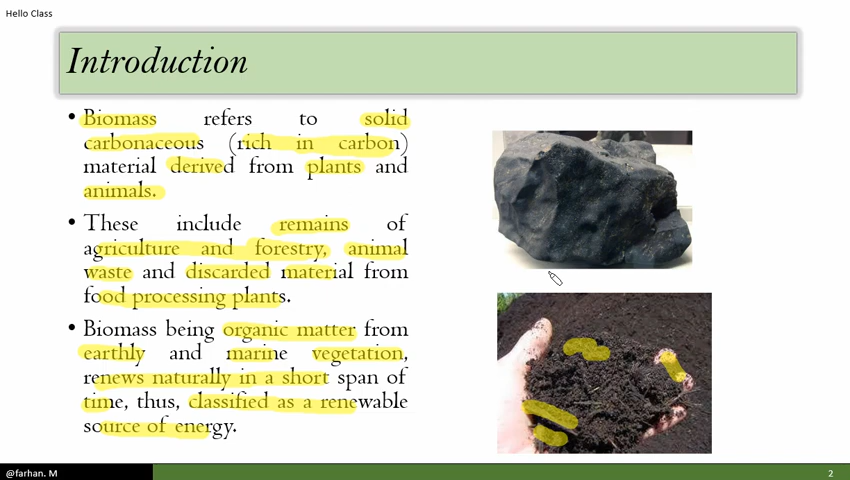 Hello Class
Introduction
• Biomass refers to solid
carbonaceous (rich in carbon)
material derived from plants and
animals.
• These include remains of
agriculture and forestry, animal
waste and discarded material from
food processing plants.
• Biomass being organic matter from
earthly and marine vegetation,
renews naturally in a short span of
time, thus, classified as a renewable
source of energy.
@farhan. M
2